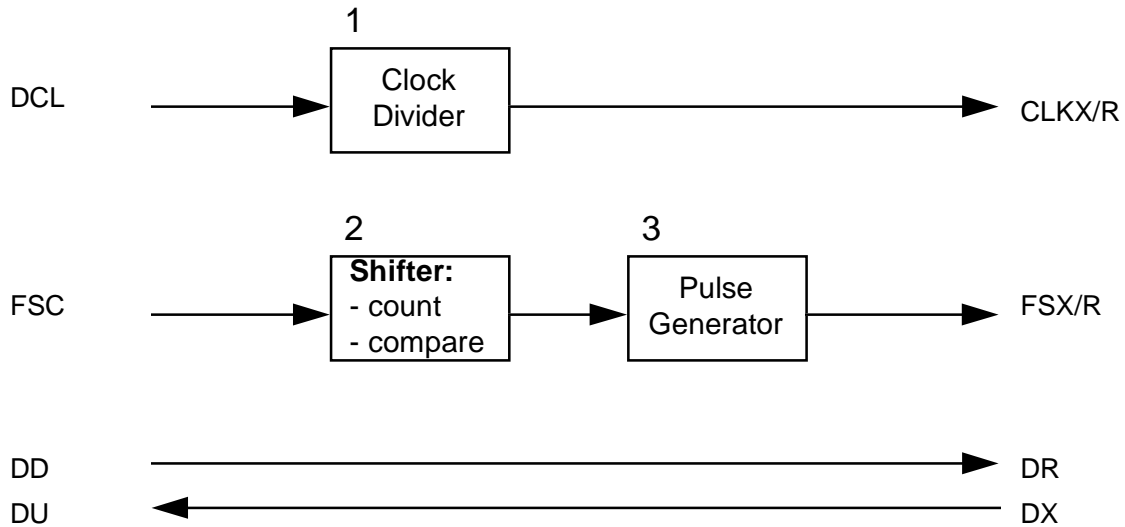 1
DCL
Clock
Divider
CLKX/R
2
3
FSC
Shifter:
- count
- compare
Pulse
Generator
FSX/R
DD
DR
DU
DX